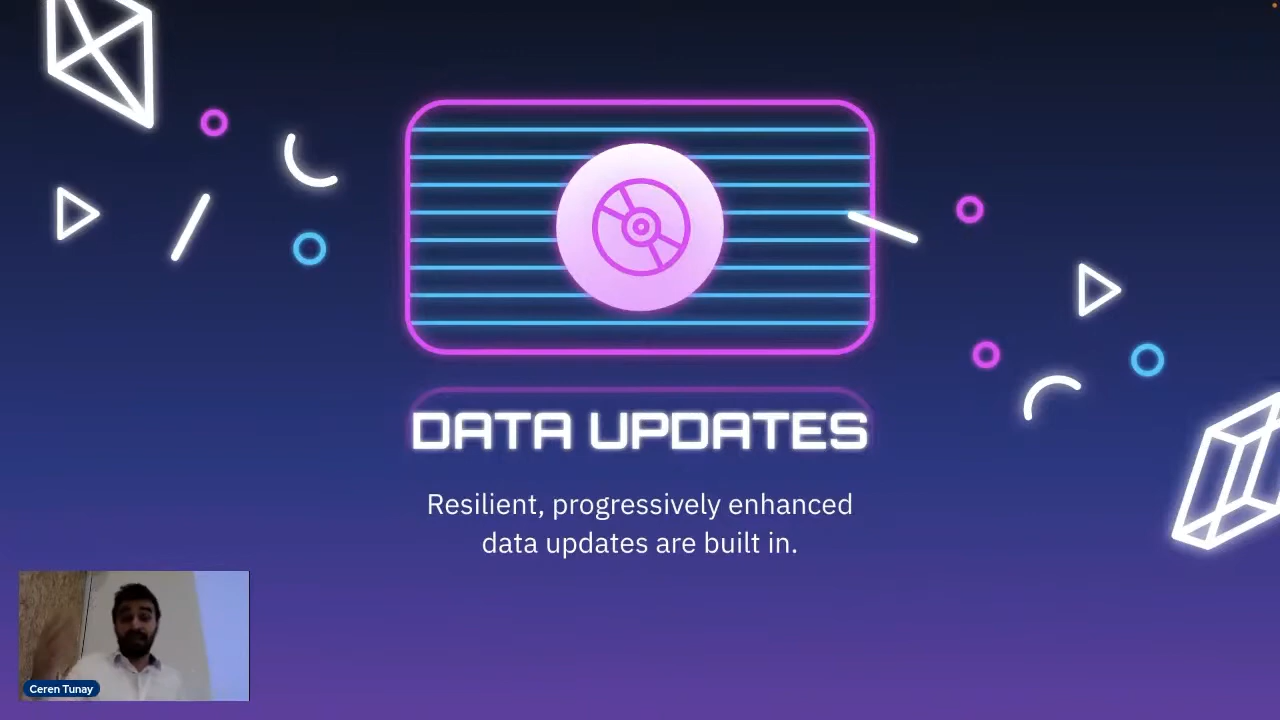 DATA UPDATES
Resilient, progressively enhanced
data updates are built in.
Ceren Tunay